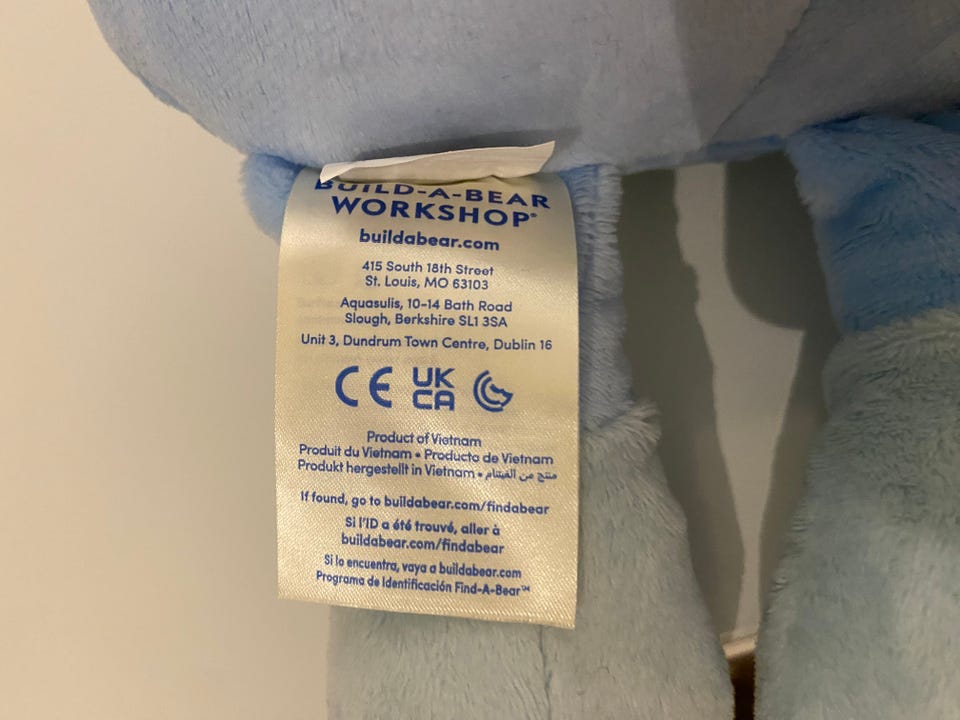 BUILD-A-BEAR
WORKSHOP®
buildabear.com
415 South 18th Street
St. Louis, MO 63103
Aquasulis, 10-14 Bath Road
Slough, Berkshire SL1 3SA
Unit 3, Dundrum Town Centre, Dublin 16
CE UK
CA
Product of Vietnam
Produit du Vietnam • Producto de Vietnam
Produkt hergestellt in Vietnam • منتج من الفيتنام
If found, go to buildabear.com/findabear
Si l'ID a été trouvé, aller à
buildabear.com/findabear
Si lo encuentra, vaya a buildabear.com
Programa de Identificación Find-A-Bear™